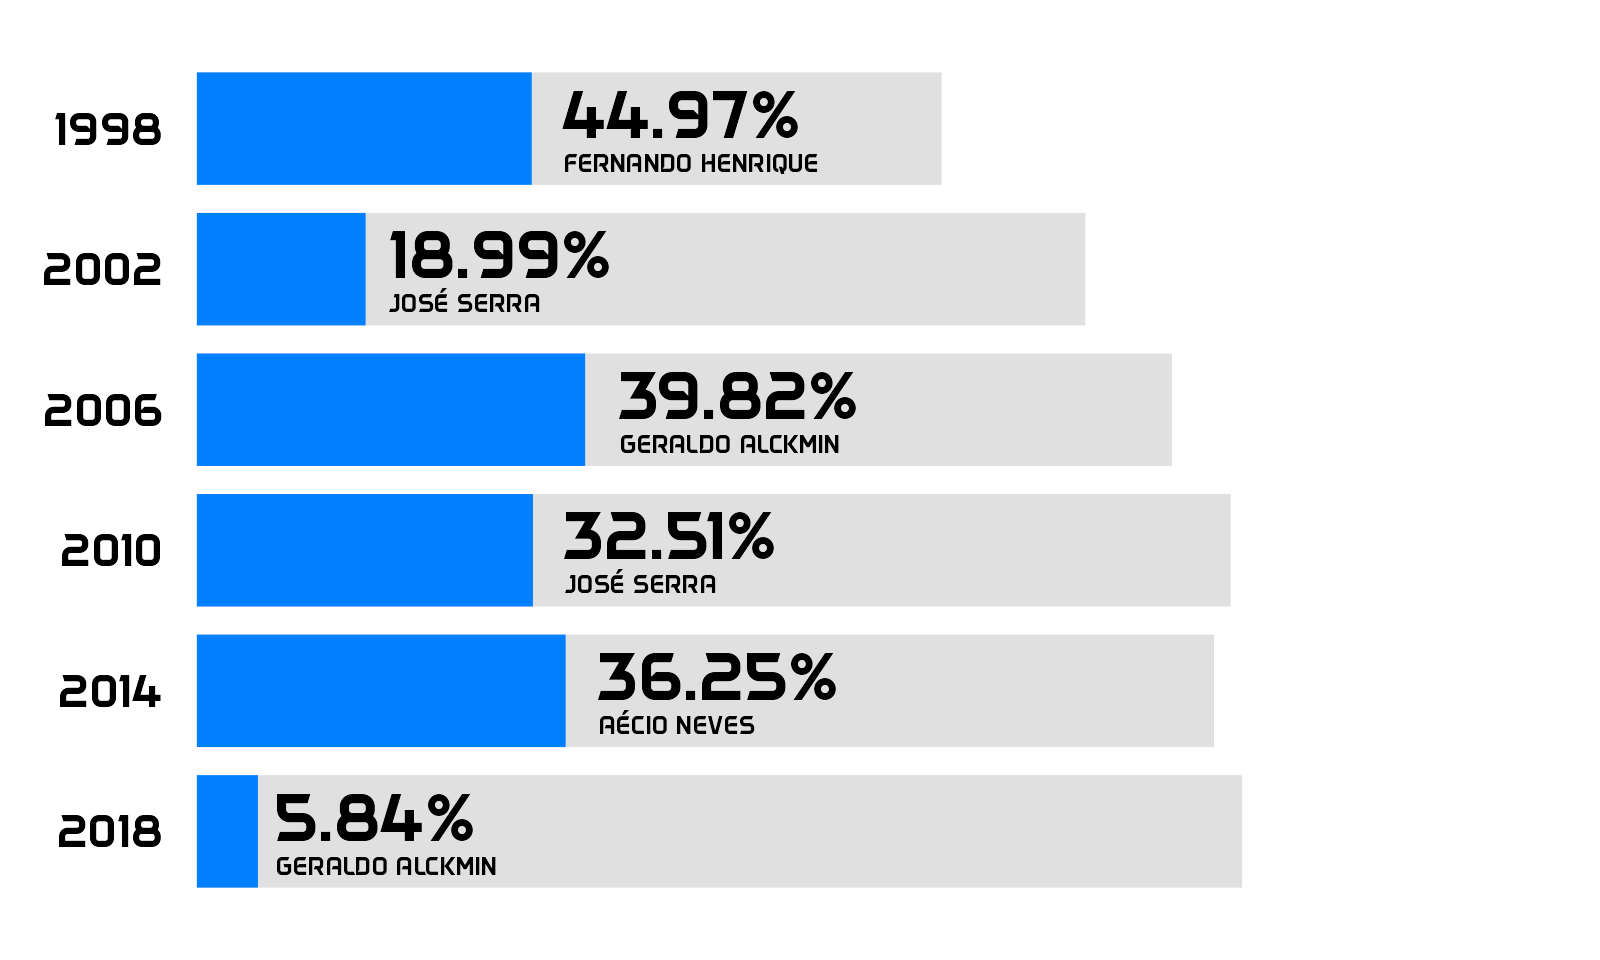 1998
44.97%
FERNANDO HENRIQUE
2002
18.99%
JOSÉ SERRA
2006
39.82%
GERALDO ALCKMIN
2010
32.51%
JOSÉ SERRA
2014
36.25%
AÉCIO NEVES
2018
5.84%
GERALDO ALCKMIN